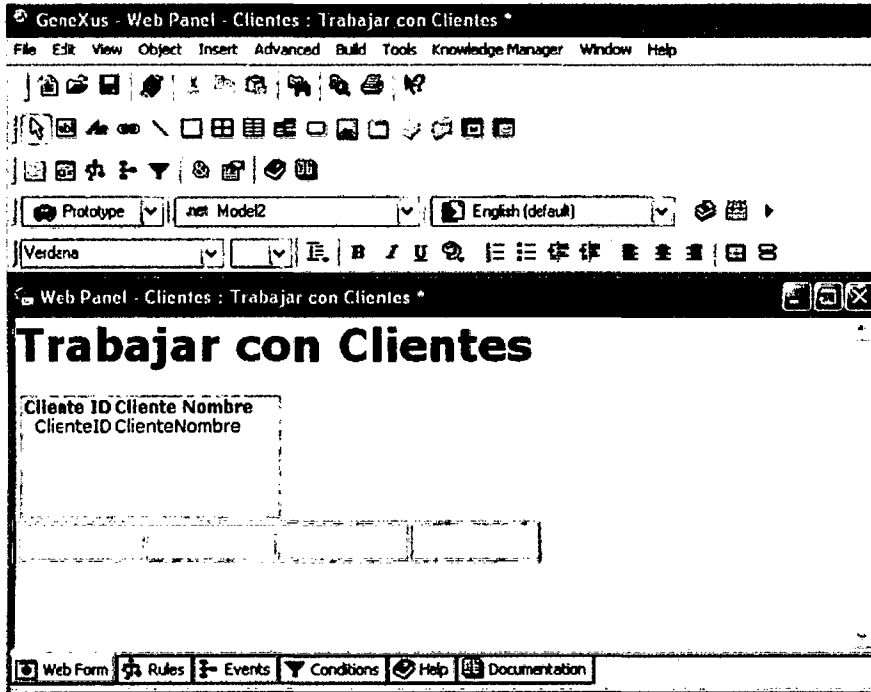 GeneXus - Web Panel - Clientes : Trabajar con Clientes *
File Edit View Object Insert Advanced Build Tools Knowledge Manager Window Help
Prototype .net Model2 English (default)
Verdana B I U
Web Panel - Clientes : Trabajar con Clientes *
Trabajar con Clientes
Cliente ID Cliente Nombre
ClienteID ClienteNombre
Web Form Rules Events Conditions Help Documentation